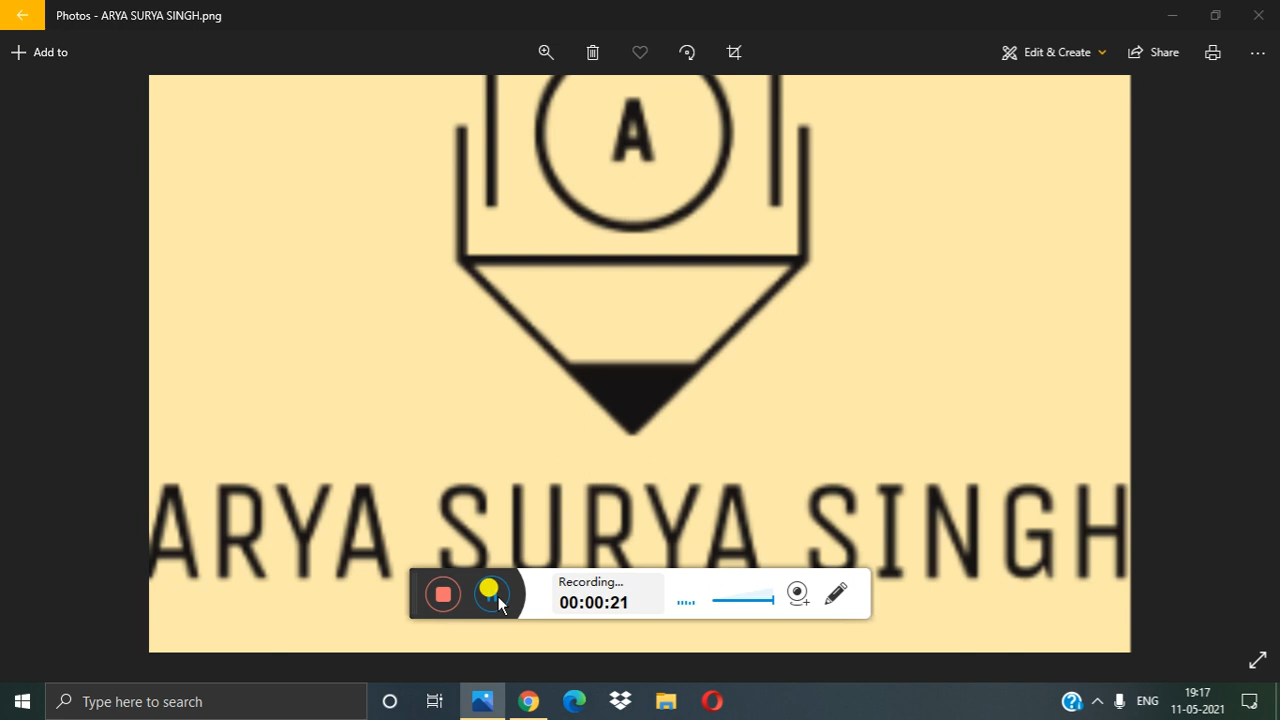 Photos - ARYA SURYA SINGH.png
Add to
Edit & Create
Share
A
ARYA SURYA SINGH
Recording...
00:00:21
Type here to search
ENG
19:17
11-05-2021